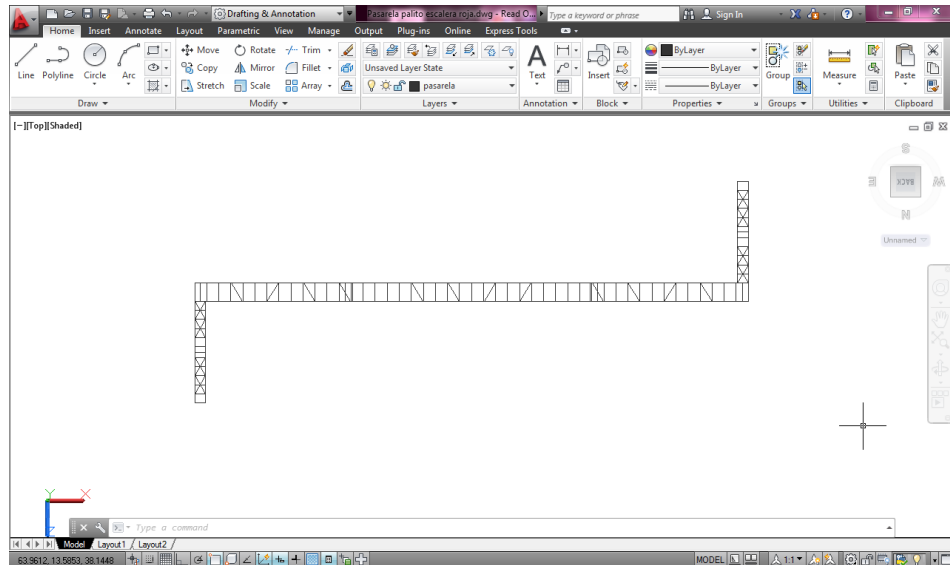 Drafting & Annotation
Pasarela palito escalera roja.dwg - Read O...
Type a keyword or phrase
Sign In
Home Insert Annotate Layout Parametric View Manage Output Plug-ins Online Express Tools
Line Polyline Circle Arc
Move Rotate Trim
Copy Mirror Fillet
Stretch Scale Array
Unsaved Layer State
pasarela
Text
Insert
ByLayer
ByLayer
ByLayer
Group
Measure
Paste
Draw Modify Layers Annotation Block Properties Groups Utilities Clipboard
[−][Top][Shaded]
S
E BACK W
N
Unnamed
Y X
Z
Type a command
Model Layout1 Layout2
63.9612, 13.5853, 38.1448
MODEL
1:1